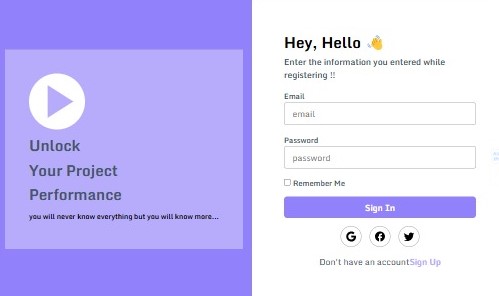 Unlock
Your Project
Performance
you will never know everything but you will know more...
Hey, Hello 👋
Enter the information you entered while
registering !!
Email
email
Password
password
Remember Me
Sign In
Don't have an accountSign Up